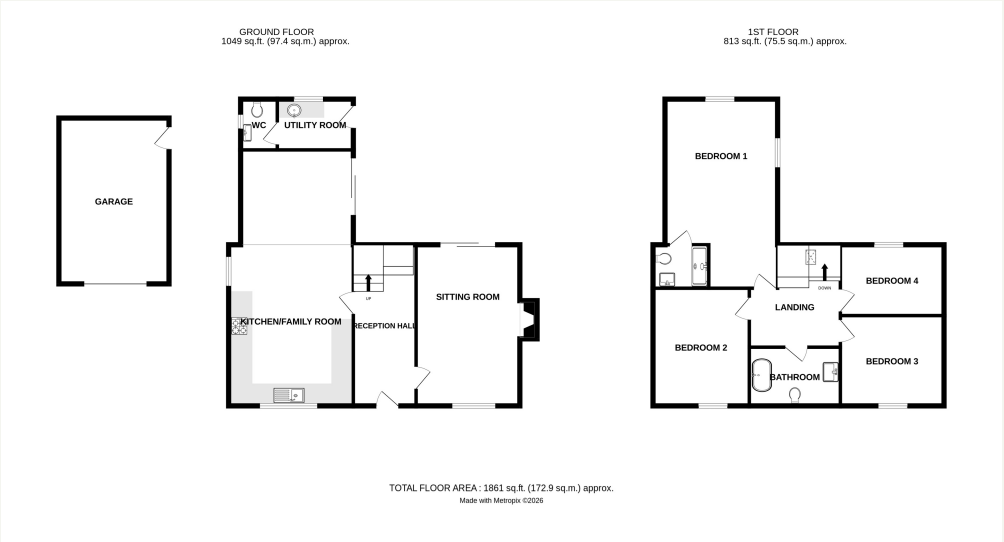 GROUND FLOOR
1049 sq.ft. (97.4 sq.m.) approx.
1ST FLOOR
813 sq.ft. (75.5 sq.m.) approx.
WC
UTILITY ROOM
GARAGE
UP
SITTING ROOM
KITCHEN/FAMILY ROOM
RECEPTION HALL
BEDROOM 1
DOWN
BEDROOM 4
LANDING
BEDROOM 2
BEDROOM 3
BATHROOM
TOTAL FLOOR AREA : 1861 sq.ft. (172.9 sq.m.) approx.
Made with Metropix ©2026